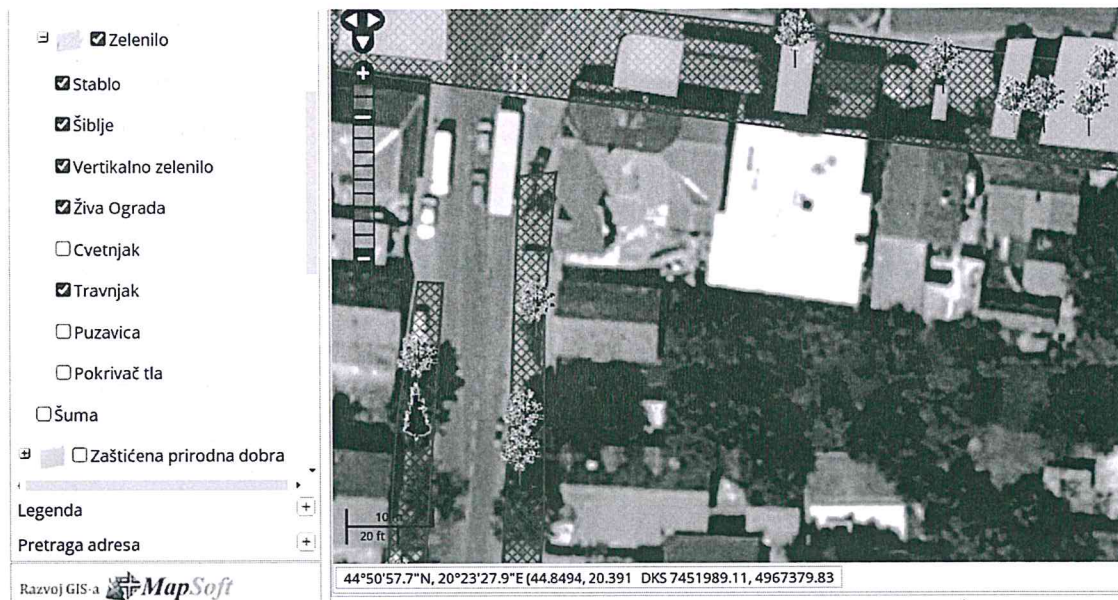 Zelenilo
Stablo
Šiblje
Vertikalno zelenilo
Živa Ograda
Cvetnjak
Travnjak
Puzavica
Pokrivač tla
Šuma
Zaštićena prirodna dobra
Legenda
Pretraga adresa
Razvoj GIS-a MapSoft
20 ft
44°50'57.7"N, 20°23'27.9"E (44.8494, 20.391 DKS 7451989.11, 4967379.83